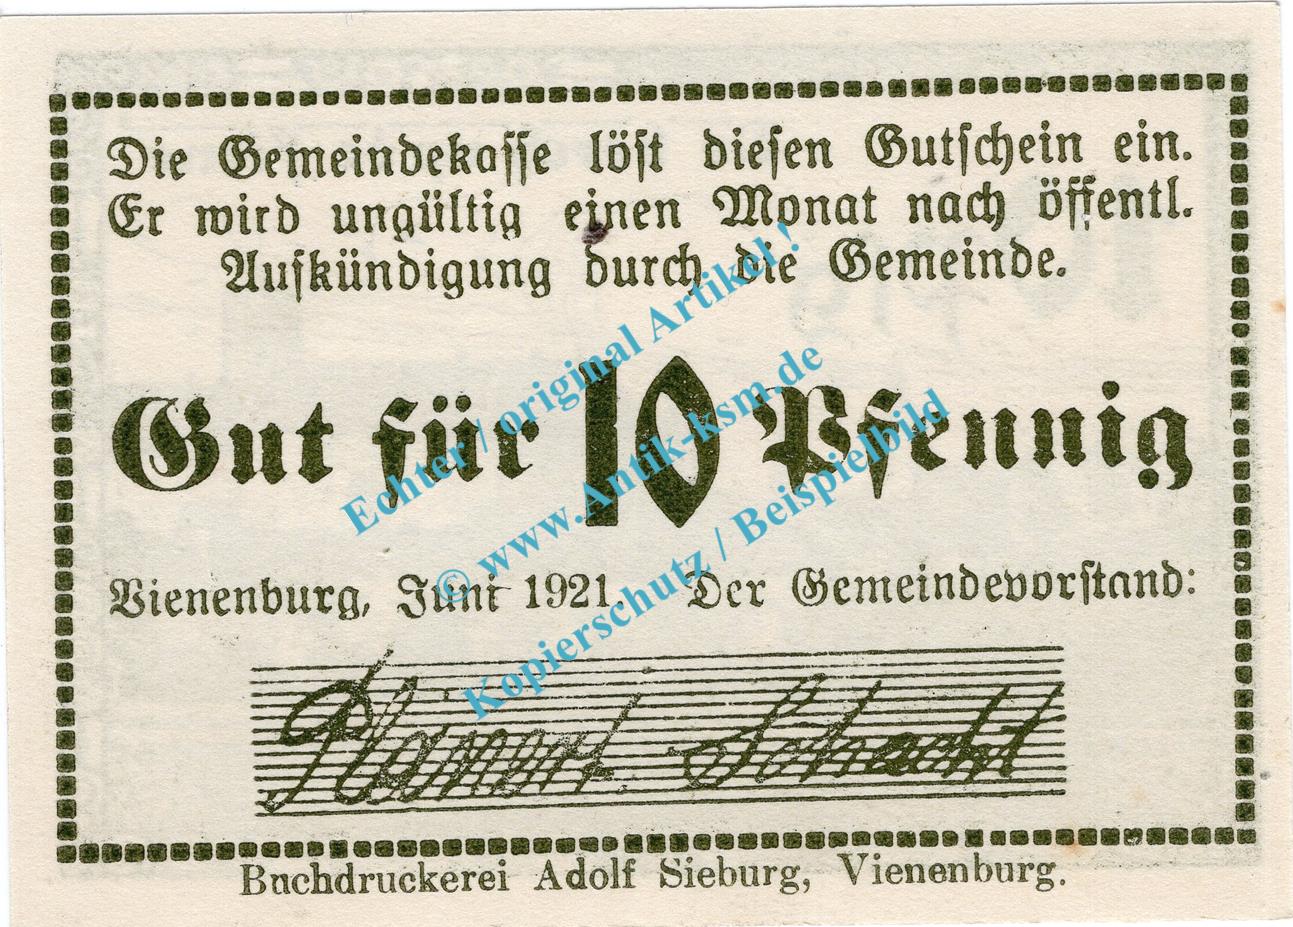 Die Gemeindekasse löst diesen Gutschein ein.
Er wird ungültig einen Monat nach öffentl.
Aufkündigung durch die Gemeinde.
Gut für 10 Pfennig
Vienenburg, Juni 1921. Der Gemeindevorstand:
Schacht
Buchdruckerei Adolf Sieburg, Vienenburg.
Echter / original Artikel !
© www.Antik-ksm.de
Kopierschutz / Beispielbild